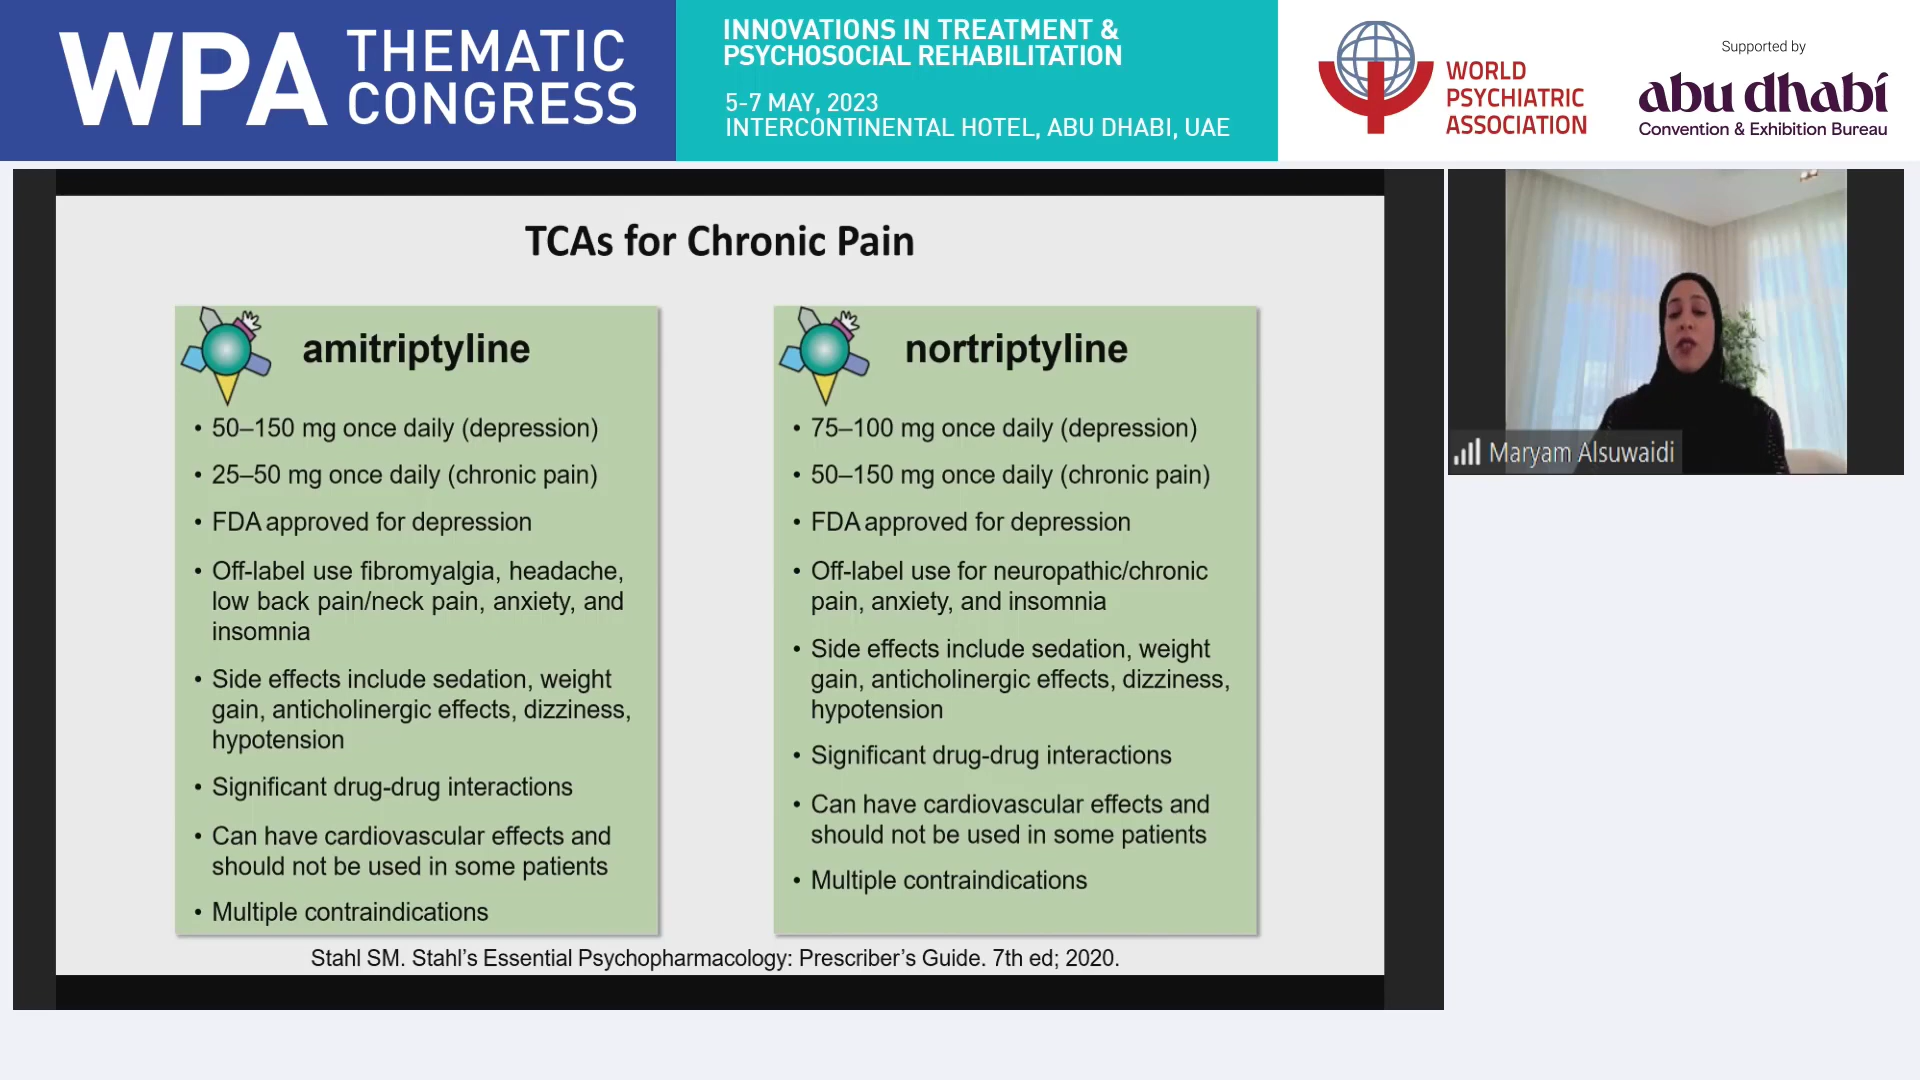 WPA THEMATIC
CONGRESS
INNOVATIONS IN TREATMENT &
PSYCHOSOCIAL REHABILITATION
5-7 MAY, 2023
INTERCONTINENTAL HOTEL, ABU DHABI, UAE
WORLD
PSYCHIATRIC
ASSOCIATION
Supported by
abu dhabi
Convention & Exhibition Bureau
TCAs for Chronic Pain
amitriptyline
• 50–150 mg once daily (depression)
• 25–50 mg once daily (chronic pain)
• FDA approved for depression
• Off-label use fibromyalgia, headache,
low back pain/neck pain, anxiety, and
insomnia
• Side effects include sedation, weight
gain, anticholinergic effects, dizziness,
hypotension
• Significant drug-drug interactions
• Can have cardiovascular effects and
should not be used in some patients
• Multiple contraindications
nortriptyline
• 75–100 mg once daily (depression)
• 50–150 mg once daily (chronic pain)
• FDA approved for depression
• Off-label use for neuropathic/chronic
pain, anxiety, and insomnia
• Side effects include sedation, weight
gain, anticholinergic effects, dizziness,
hypotension
• Significant drug-drug interactions
• Can have cardiovascular effects and
should not be used in some patients
• Multiple contraindications
Stahl SM. Stahl’s Essential Psychopharmacology: Prescriber’s Guide. 7th ed; 2020.
Maryam Alsuwaidi